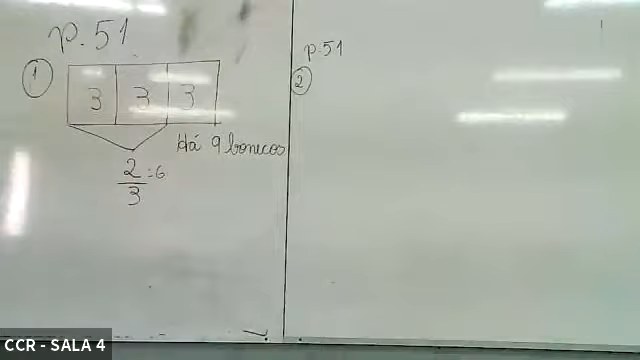 p. 51
1
3 3 3
Há 9 bonecos
2/3 = 6
p. 51
2
CCR - SALA 4